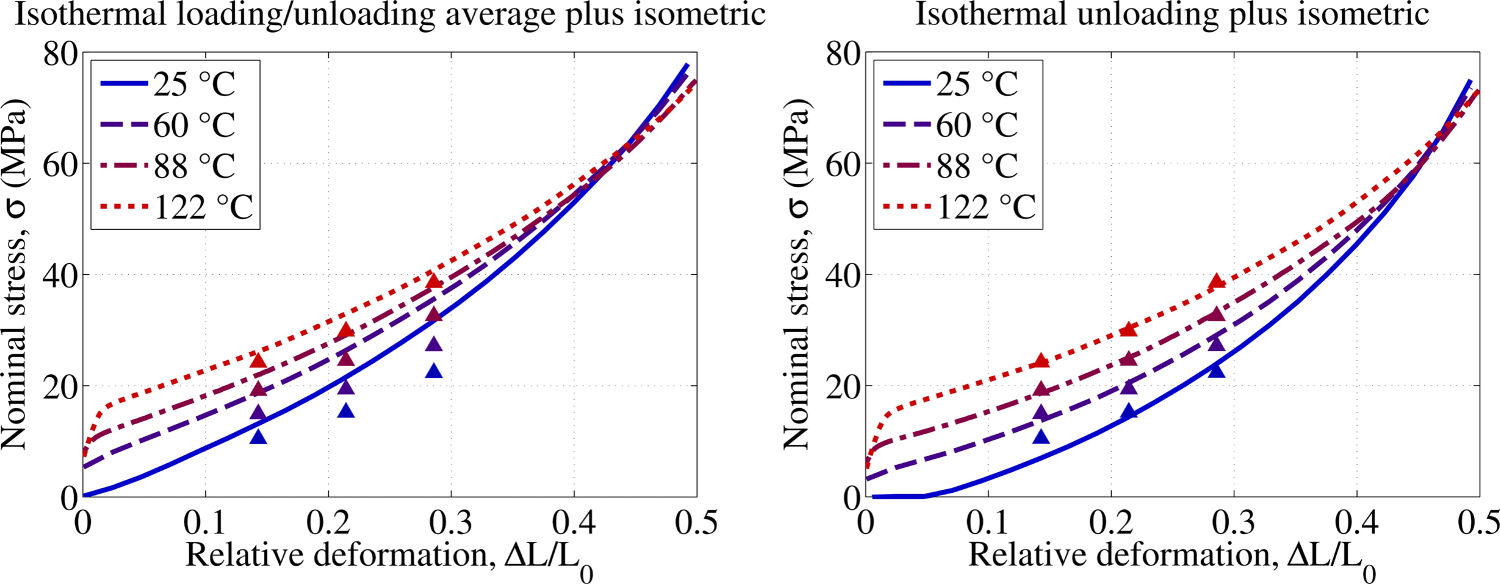 Isothermal loading/unloading average plus isometric
80
60
40
20
0
Nominal stress, σ (MPa)
25 °C
60 °C
88 °C
122 °C
0 0.1 0.2 0.3 0.4 0.5
Relative deformation, ΔL/L0
Isothermal unloading plus isometric
80
60
40
20
0
Nominal stress, σ (MPa)
25 °C
60 °C
88 °C
122 °C
0 0.1 0.2 0.3 0.4 0.5
Relative deformation, ΔL/L0